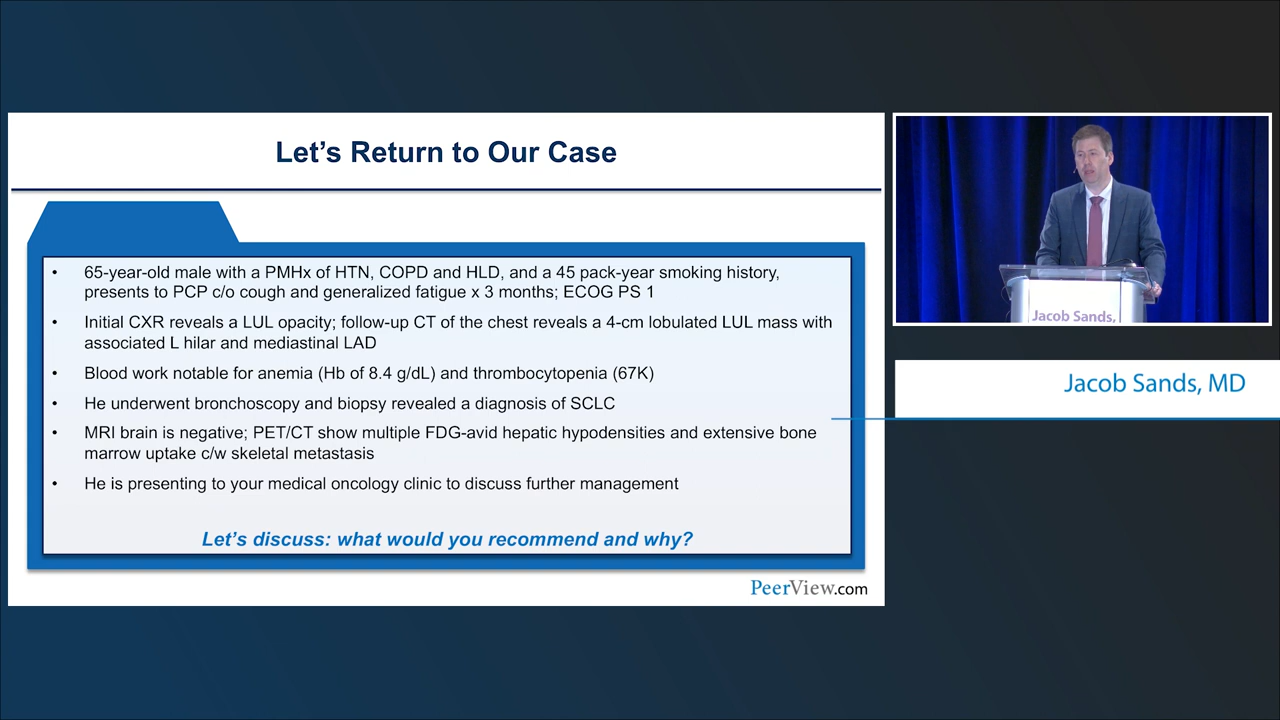 Let's Return to Our Case
• 65-year-old male with a PMHx of HTN, COPD and HLD, and a 45 pack-year smoking history,
presents to PCP c/o cough and generalized fatigue x 3 months; ECOG PS 1
• Initial CXR reveals a LUL opacity; follow-up CT of the chest reveals a 4-cm lobulated LUL mass with
associated L hilar and mediastinal LAD
• Blood work notable for anemia (Hb of 8.4 g/dL) and thrombocytopenia (67K)
• He underwent bronchoscopy and biopsy revealed a diagnosis of SCLC
• MRI brain is negative; PET/CT show multiple FDG-avid hepatic hypodensities and extensive bone
marrow uptake c/w skeletal metastasis
• He is presenting to your medical oncology clinic to discuss further management
Let's discuss: what would you recommend and why?
PeerView.com
Jacob Sands,
Jacob Sands, MD